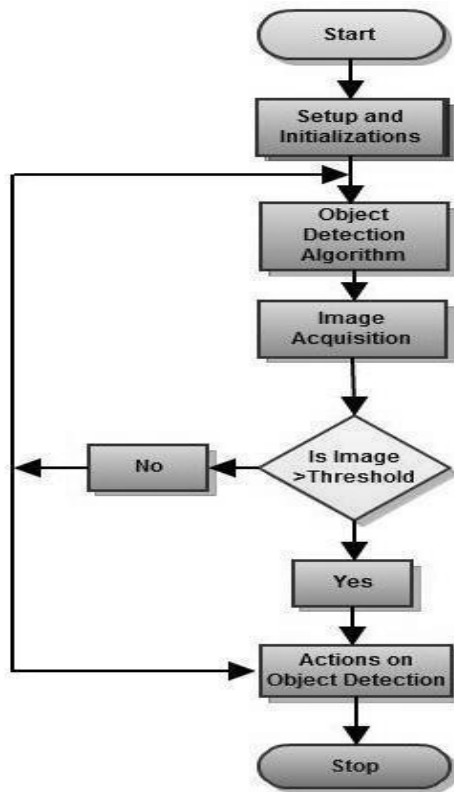 Start
Setup and
Initializations
Object
Detection
Algorithm
Image
Acquisition
Is Image
>Threshold
No
Yes
Actions on
Object Detection
Stop